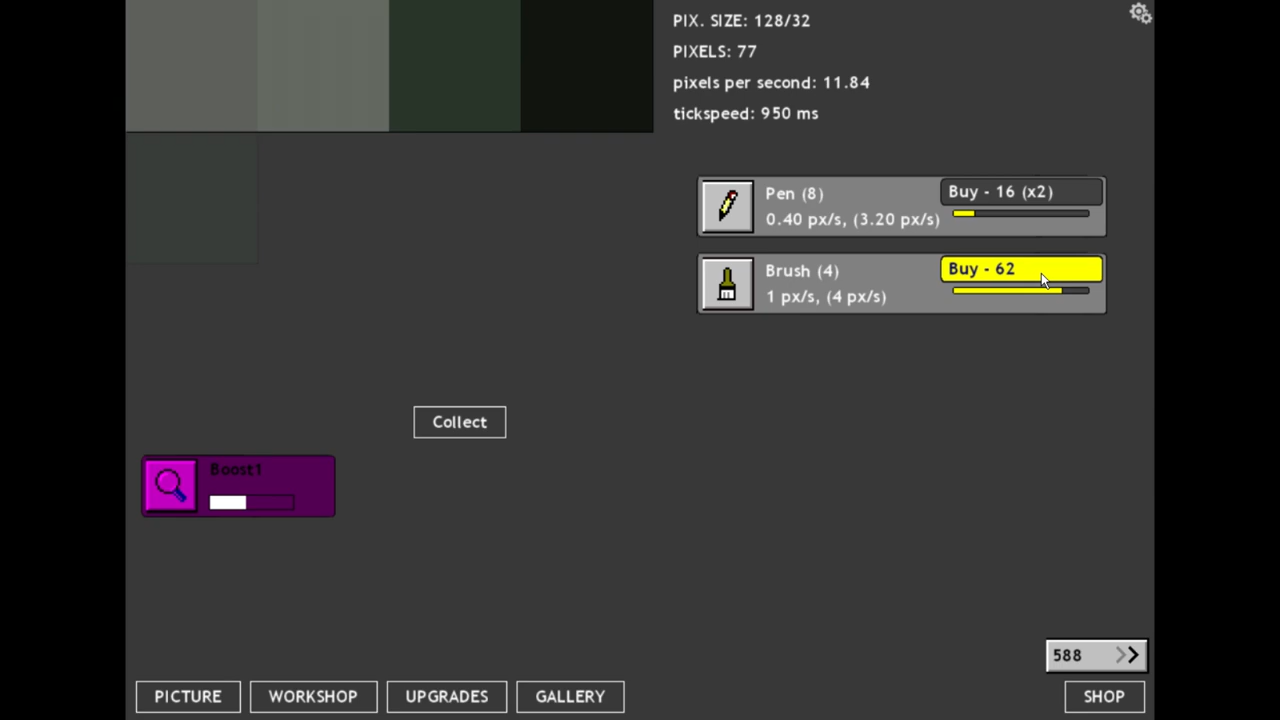 PIX. SIZE: 128/32
PIXELS: 77
pixels per second: 11.84
tickspeed: 950 ms
Pen (8)
Buy - 16 (x2)
0.40 px/s, (3.20 px/s)
Brush (4)
Buy - 62
1 px/s, (4 px/s)
Collect
Boost1
588
PICTURE
WORKSHOP
UPGRADES
GALLERY
SHOP